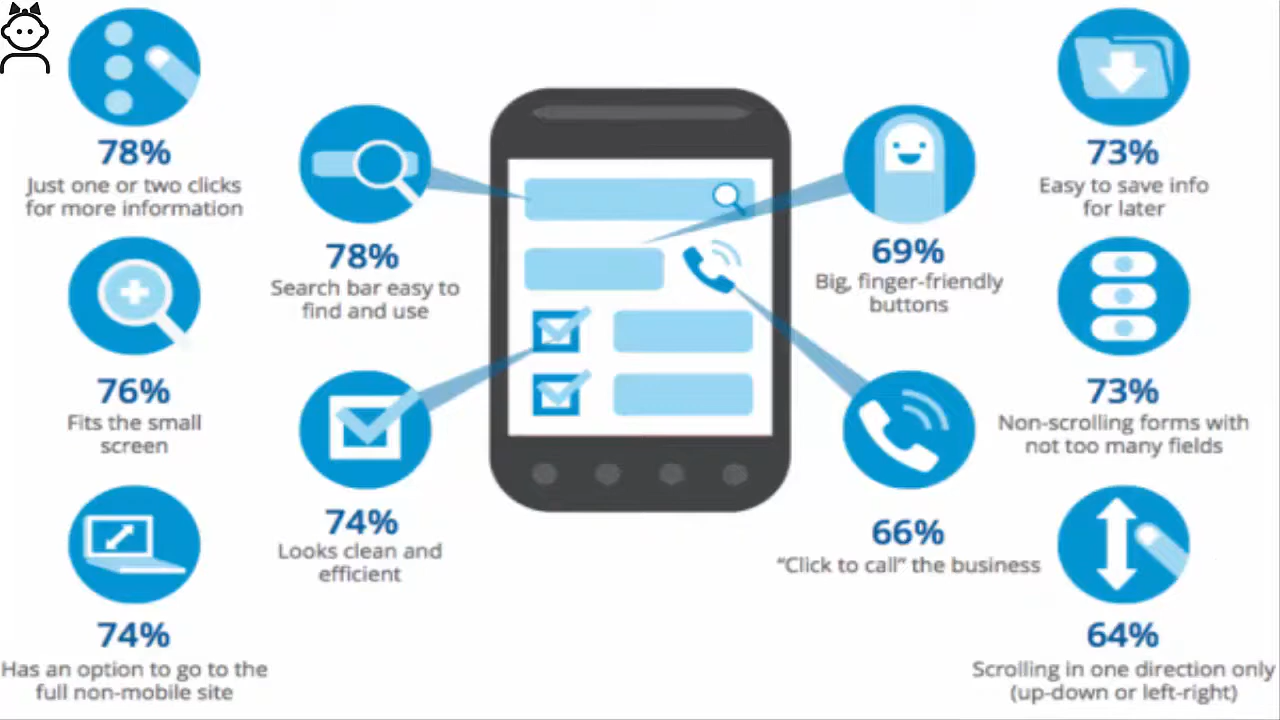 78%
Just one or two clicks
for more information
76%
Fits the small
screen
74%
Has an option to go to the
full non-mobile site
78%
Search bar easy to
find and use
74%
Looks clean and
efficient
69%
Big, finger-friendly
buttons
66%
“Click to call” the business
73%
Easy to save info
for later
73%
Non-scrolling forms with
not too many fields
64%
Scrolling in one direction only
(up-down or left-right)